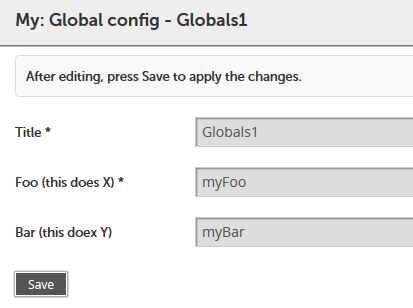 My: Global config - Globals1
After editing, press Save to apply the changes.
Title * Globals1
Foo (this does X) * myFoo
Bar (this doex Y) myBar
Save